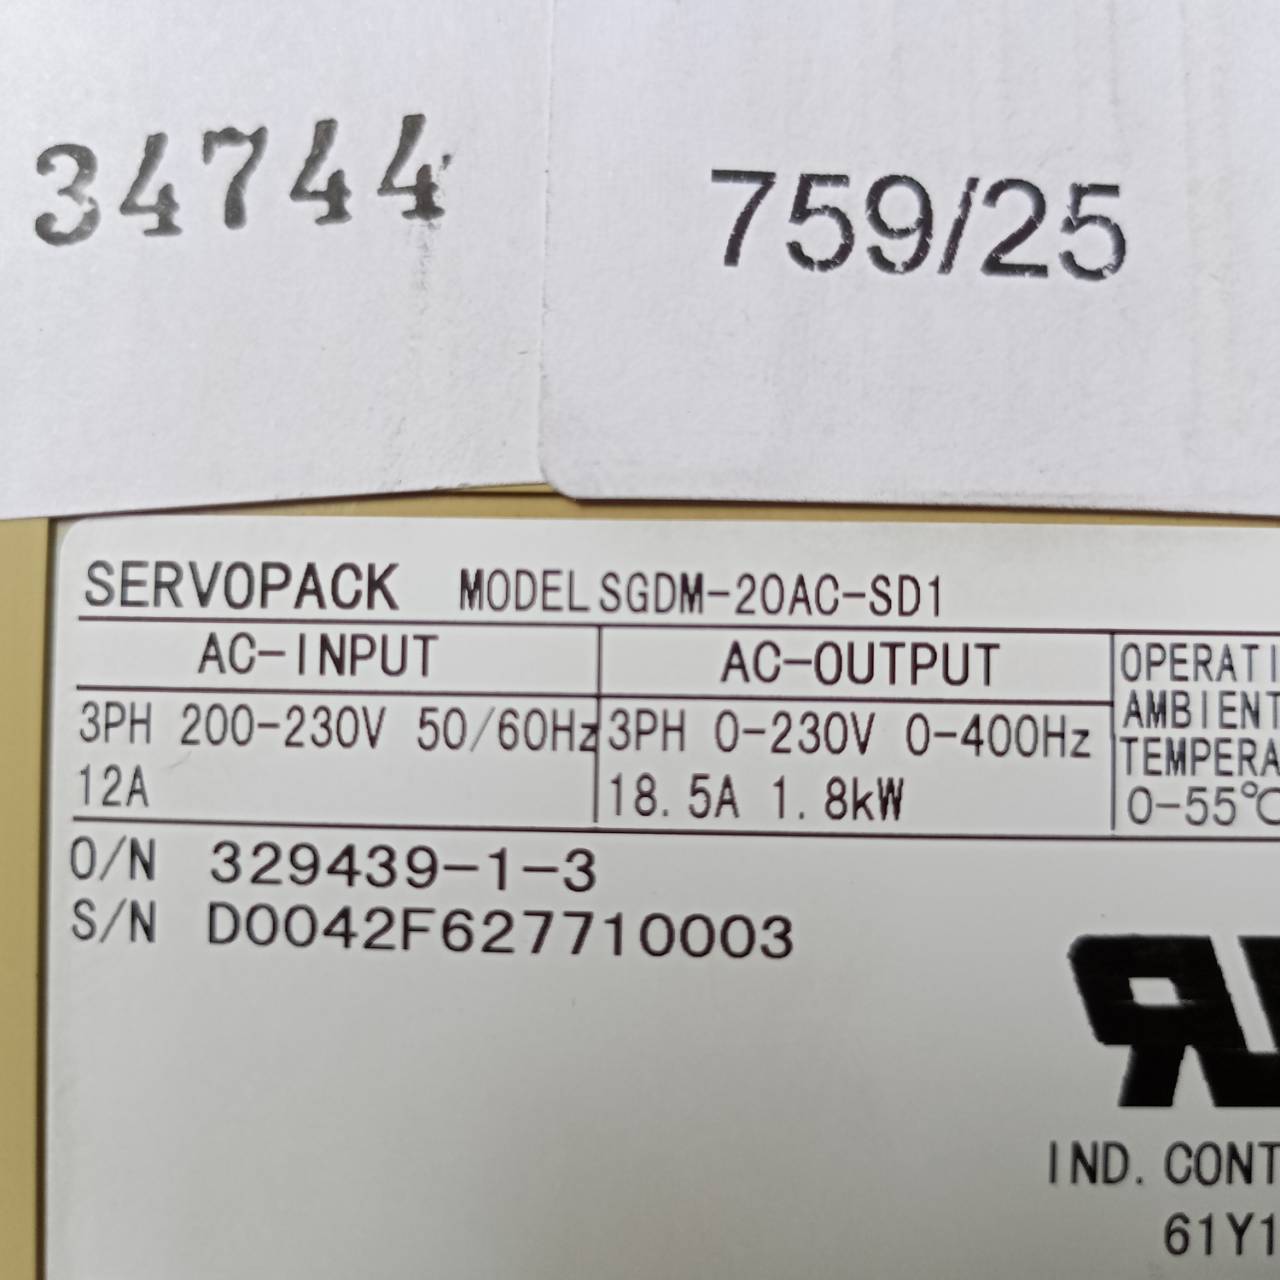 34744
759/25
SERVOPACK MODEL SGDM-20AC-SD1
AC-INPUT AC-OUTPUT OPERATI
AMBIENT
3PH 200-230V 50/60Hz 3PH 0-230V 0-400Hz TEMPERA
12A 18.5A 1.8kW 0-55°C
O/N 329439-1-3
S/N D0042F627710003
IND. CONT
61Y1